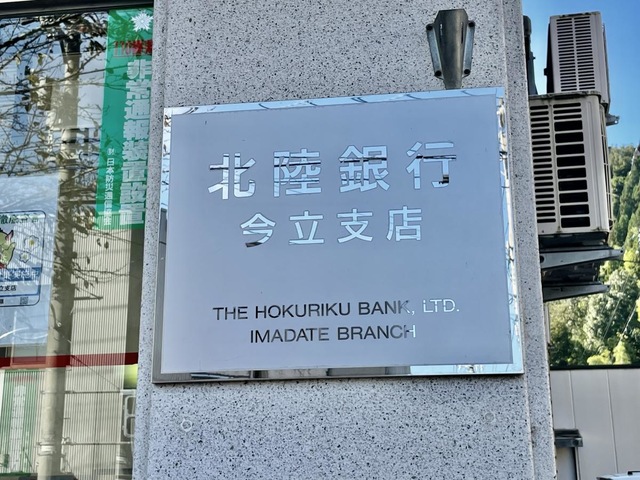 北陸銀行
今立支店
THE HOKURIKU BANK, LTD.
IMADATE BRANCH